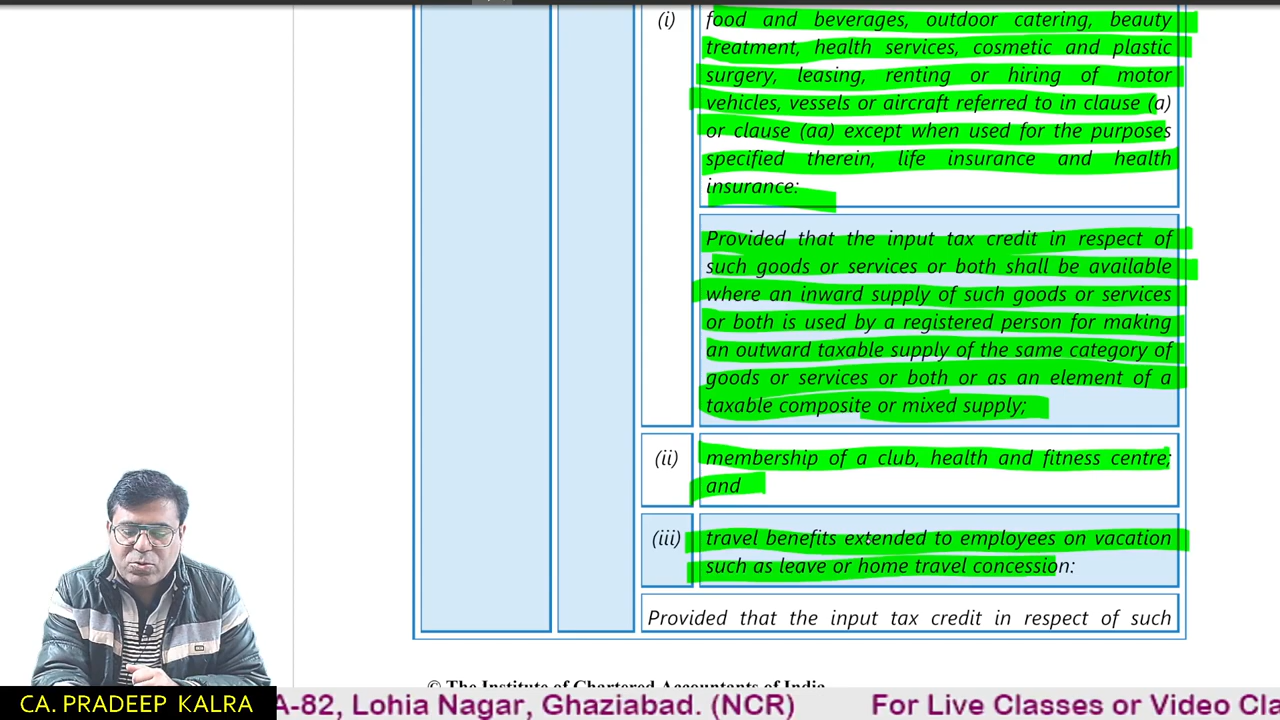 (i) food and beverages, outdoor catering, beauty
treatment, health services, cosmetic and plastic
surgery, leasing, renting or hiring of motor
vehicles, vessels or aircraft referred to in clause (a)
or clause (aa) except when used for the purposes
specified therein, life insurance and health
insurance:
Provided that the input tax credit in respect of
such goods or services or both shall be available
where an inward supply of such goods or services
or both is used by a registered person for making
an outward taxable supply of the same category of
goods or services or both or as an element of a
taxable composite or mixed supply;
(ii) membership of a club, health and fitness centre;
and
(iii) travel benefits extended to employees on vacation
such as leave or home travel concession:
Provided that the input tax credit in respect of such
© The Institute of Chartered Accountants of India
CA. PRADEEP KALRA
A-82, Lohia Nagar, Ghaziabad. (NCR) For Live Classes or Video Cla